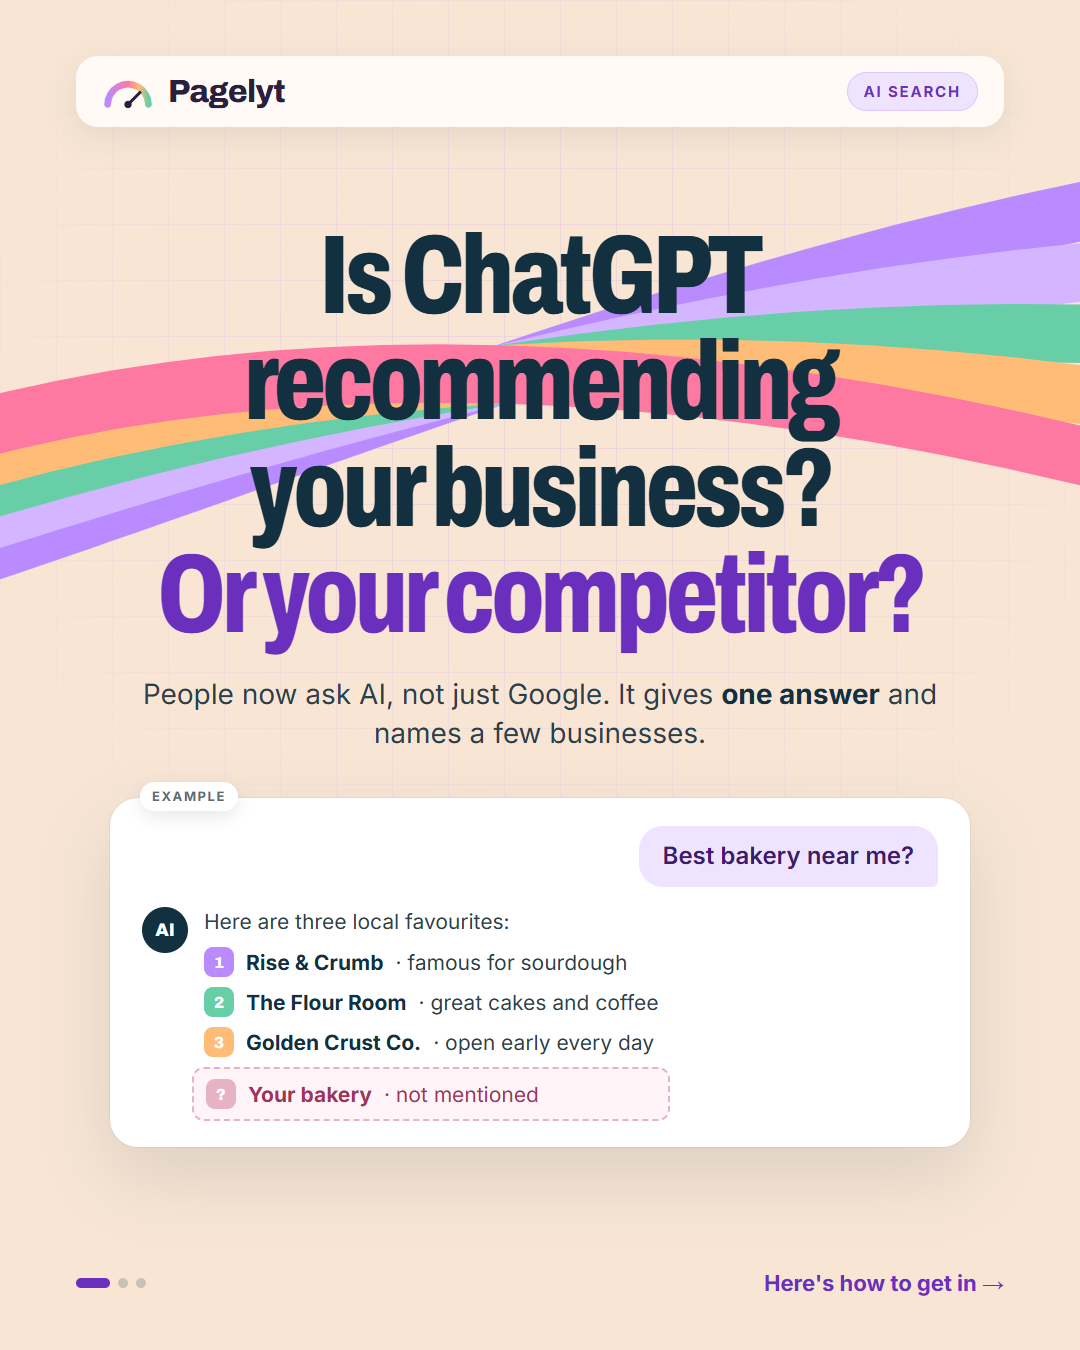 Pagelyt
AI SEARCH
Is ChatGPT
recommending
your business?
Or your competitor?
People now ask AI, not just Google. It gives one answer and
names a few businesses.
EXAMPLE
Best bakery near me?
AI
Here are three local favourites:
1 Rise & Crumb · famous for sourdough
2 The Flour Room · great cakes and coffee
3 Golden Crust Co. · open early every day
? Your bakery · not mentioned
Here's how to get in →